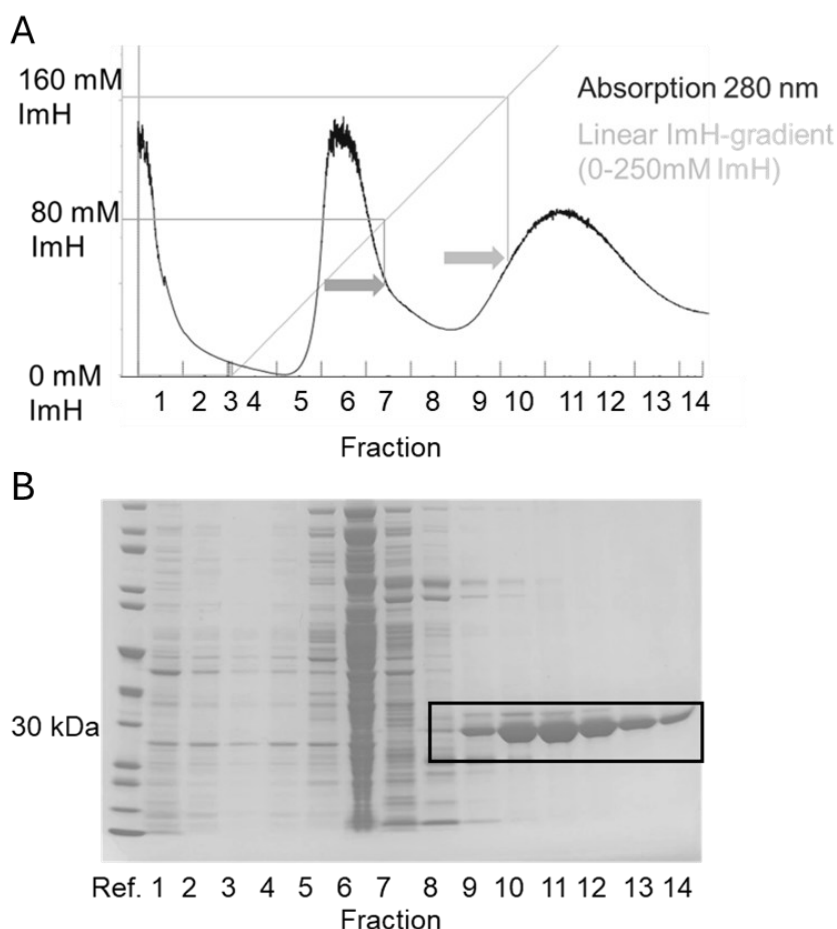 A
160 mM
ImH
80 mM
ImH
0 mM
ImH
Absorption 280 nm
Linear ImH-gradient
(0-250mM ImH)
1 2 3 4 5 6 7 8 9 10 11 12 13 14
Fraction
B
30 kDa
Ref. 1 2 3 4 5 6 7 8 9 10 11 12 13 14
Fraction